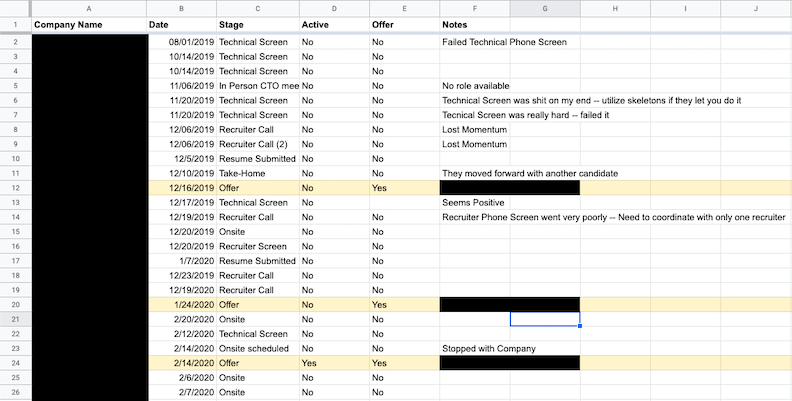 A B C D E F G H I J
1 Company Name Date Stage Active Offer Notes
2 08/01/2019 Technical Screen No No Failed Technical Phone Screen
3 10/14/2019 Technical Screen No No
4 10/14/2019 Technical Screen No No
5 11/06/2019 In Person CTO mee No No No role available
6 11/20/2019 Technical Screen No No Technical Screen was shit on my end -- utilize skeletons if they let you do it
7 11/20/2019 Technical Screen No No Tecnical Screen was really hard -- failed it
8 12/06/2019 Recruiter Call No No Lost Momentum
9 12/06/2019 Recruiter Call (2) No No Lost Momentum
10 12/5/2019 Resume Submitted No No
11 12/10/2019 Take-Home No No They moved forward with another candidate
12 12/16/2019 Offer No Yes
13 12/17/2019 Technical Screen No Seems Positive
14 12/19/2019 Recruiter Call No No Recruiter Phone Screen went very poorly -- Need to coordinate with only one recruiter
15 12/20/2019 Onsite No No
16 12/20/2019 Recruiter Screen No No
17 1/7/2020 Resume Submitted No No
18 12/23/2019 Recruiter Call No No
19 12/19/2020 Recruiter Call No No
20 1/24/2020 Offer No Yes
21 2/20/2020 Onsite No No
22 2/12/2020 Technical Screen No No
23 2/14/2020 Onsite scheduled No No Stopped with Company
24 2/14/2020 Offer Yes Yes
25 2/6/2020 Onsite No No
26 2/7/2020 Onsite No No